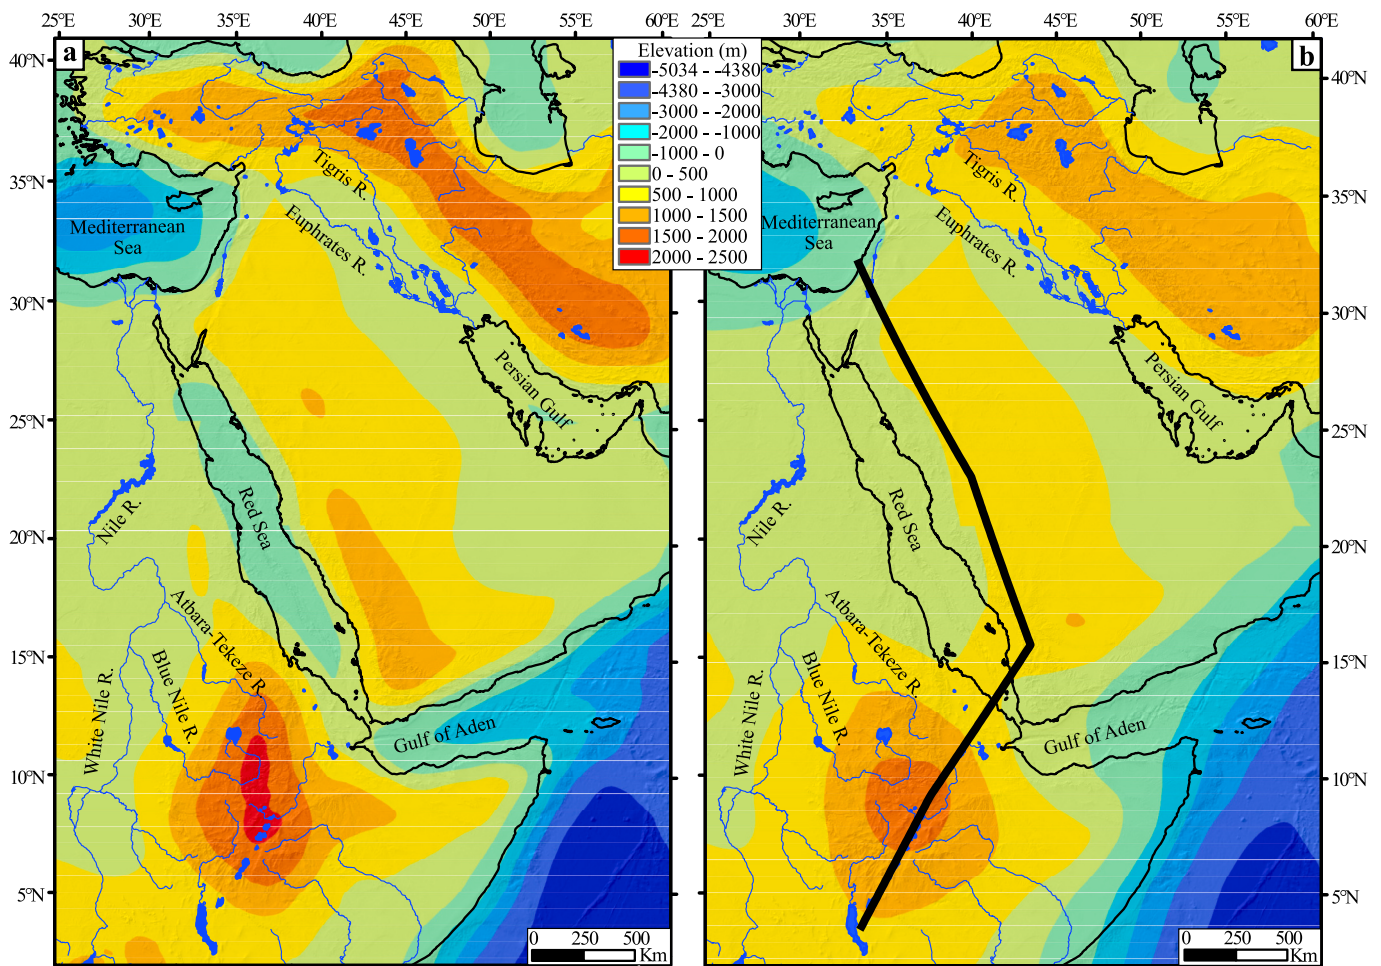 25°E 30°E 35°E 40°E 45°E 50°E 55°E 60°E
30°E 35°E 40°E 45°E 50°E 55°E 60°E
a
b
Elevation (m)
-5034 - -4380
-4380 - -3000
-3000 - -2000
-2000 - -1000
-1000 - 0
0 - 500
500 - 1000
1000 - 1500
1500 - 2000
2000 - 2500
40°N
35°N
30°N
25°N
20°N
15°N
10°N
5°N
Tigris R.
Euphrates R.
Mediterranean
Sea
Persian Gulf
Nile R.
Red Sea
Atbara-Tekeze R.
Blue Nile R.
White Nile R.
Gulf of Aden
0 250 500
Km
40°N
35°N
30°N
25°N
20°N
15°N
10°N
5°N
Tigris R.
Euphrates R.
Mediterranean
Sea
Persian Gulf
Nile R.
Red Sea
Atbara-Tekeze R.
Blue Nile R.
White Nile R.
Gulf of Aden
0 250 500
Km